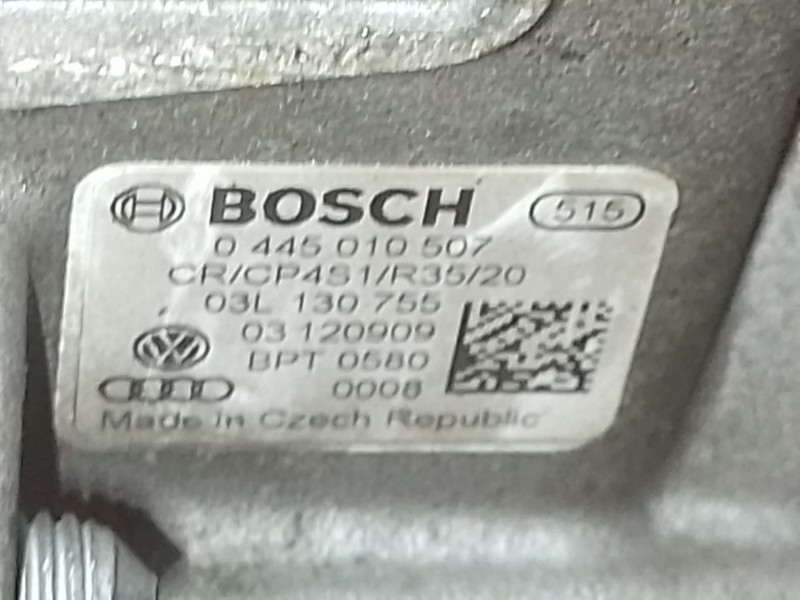 BOSCH 515
0 445 010 507
CR/CP4S1/R35/20
03L 130 755
03 120909
BPT 0580
0008
Made in Czech Republic